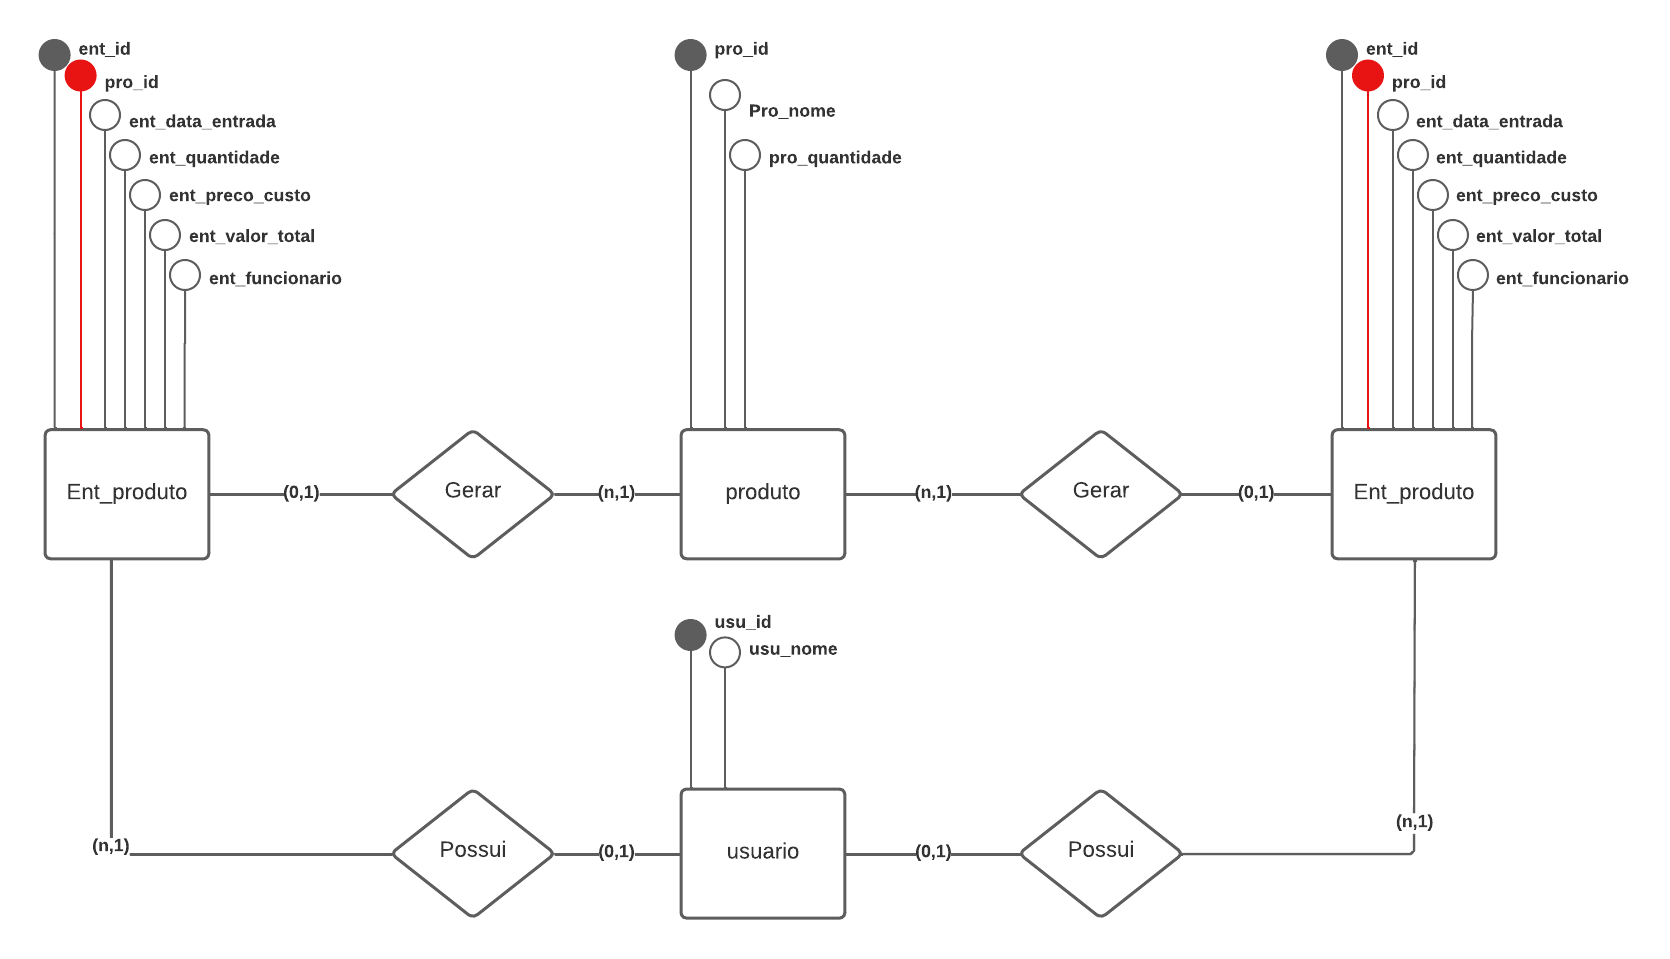 ent_id
pro_id
ent_data_entrada
ent_quantidade
ent_preco_custo
ent_valor_total
ent_funcionario
pro_id
Pro_nome
pro_quantidade
ent_id
pro_id
ent_data_entrada
ent_quantidade
ent_preco_custo
ent_valor_total
ent_funcionario
Ent_produto
(0,1)
Gerar
(n,1)
produto
(n,1)
Gerar
(0,1)
Ent_produto
usu_id
usu_nome
(n,1)
Possui
(0,1)
usuario
(0,1)
Possui
(n,1)